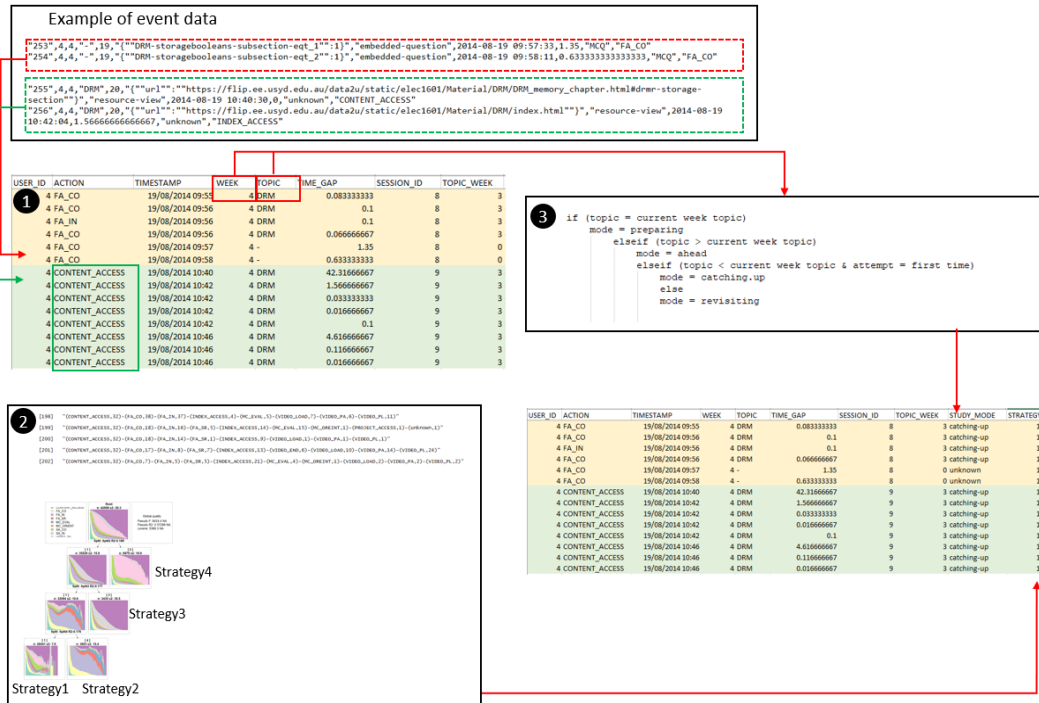 Example of event data
"253",4,4,"-",19,"{""DRM-storagebooleans-subsection-eqt_1"":1}","embedded-question",2014-08-19 09:57:33,1.35,"MCQ","FA_CO"
"254",4,4,"-",19,"{""DRM-storagebooleans-subsection-eqt_2"":1}","embedded-question",2014-08-19 09:58:11,0.633333333333333,"MCQ","FA_CO"
"255",4,4,"DRM",20,"{""url"":""https://flip.ee.usyd.edu.au/data2u/static/elec1601/Material/DRM/DRM_memory_chapter.html#drmr-storage-
section""}","resource-view",2014-08-19 10:40:30,0,"unknown","CONTENT_ACCESS"
"256",4,4,"DRM",20,"{""url"":""https://flip.ee.usyd.edu.au/data2u/static/elec1601/Material/DRM/index.html""}","resource-view",2014-08-19
10:42:04,1.56666666666667,"unknown","INDEX_ACCESS"
USER_ID ACTION TIMESTAMP WEEK TOPIC TIME_GAP SESSION_ID TOPIC_WEEK
1
4 FA_CO 19/08/2014 09:55 4 DRM 0.083333333 8 3
4 FA_CO 19/08/2014 09:56 4 DRM 0.1 8 3
4 FA_IN 19/08/2014 09:56 4 DRM 0.1 8 3
4 FA_CO 19/08/2014 09:56 4 DRM 0.066666667 8 3
4 FA_CO 19/08/2014 09:57 4 - 1.35 8 0
4 FA_CO 19/08/2014 09:58 4 - 0.633333333 8 0
4 CONTENT_ACCESS 19/08/2014 10:40 4 DRM 42.31666667 9 3
4 CONTENT_ACCESS 19/08/2014 10:42 4 DRM 1.566666667 9 3
4 CONTENT_ACCESS 19/08/2014 10:42 4 DRM 0.033333333 9 3
4 CONTENT_ACCESS 19/08/2014 10:42 4 DRM 0.016666667 9 3
4 CONTENT_ACCESS 19/08/2014 10:42 4 DRM 0.1 9 3
4 CONTENT_ACCESS 19/08/2014 10:46 4 DRM 4.616666667 9 3
4 CONTENT_ACCESS 19/08/2014 10:46 4 DRM 0.116666667 9 3
4 CONTENT_ACCESS 19/08/2014 10:46 4 DRM 0.016666667 9 3
3
if (topic = current week topic)
mode = preparing
elseif (topic > current week topic)
mode = ahead
elseif (topic < current week topic & attempt = first time)
mode = catching.up
else
mode = revisiting
2
[198]
[199]
[200]
[201]
[202]
Strategy4
Strategy3
Strategy1 Strategy2
USER_ID ACTION TIMESTAMP WEEK TOPIC TIME_GAP SESSION_ID TOPIC_WEEK STUDY_MODE STRATEGY
4 FA_CO 19/08/2014 09:55 4 DRM 0.083333333 8 3 catching-up 1
4 FA_CO 19/08/2014 09:56 4 DRM 0.1 8 3 catching-up 1
4 FA_IN 19/08/2014 09:56 4 DRM 0.1 8 3 catching-up 1
4 FA_CO 19/08/2014 09:56 4 DRM 0.066666667 8 3 catching-up 1
4 FA_CO 19/08/2014 09:57 4 - 1.35 8 0 unknown 1
4 FA_CO 19/08/2014 09:58 4 - 0.633333333 8 0 unknown 1
4 CONTENT_ACCESS 19/08/2014 10:40 4 DRM 42.31666667 9 3 catching-up 1
4 CONTENT_ACCESS 19/08/2014 10:42 4 DRM 1.566666667 9 3 catching-up 1
4 CONTENT_ACCESS 19/08/2014 10:42 4 DRM 0.033333333 9 3 catching-up 1
4 CONTENT_ACCESS 19/08/2014 10:42 4 DRM 0.016666667 9 3 catching-up 1
4 CONTENT_ACCESS 19/08/2014 10:42 4 DRM 0.1 9 3 catching-up 1
4 CONTENT_ACCESS 19/08/2014 10:46 4 DRM 4.616666667 9 3 catching-up 1
4 CONTENT_ACCESS 19/08/2014 10:46 4 DRM 0.116666667 9 3 catching-up 1
4 CONTENT_ACCESS 19/08/2014 10:46 4 DRM 0.016666667 9 3 catching-up 1